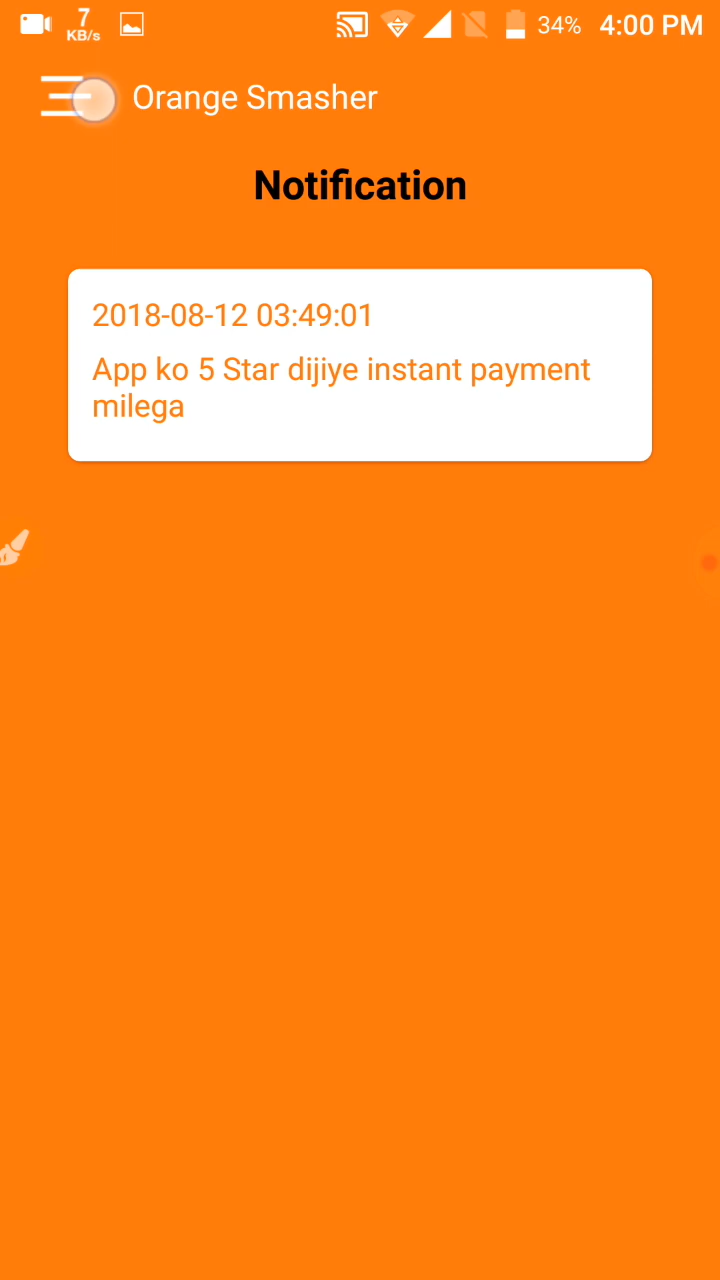 7
KB/s
34% 4:00 PM
Orange Smasher
Notification
2018-08-12 03:49:01
App ko 5 Star dijiye instant payment
milega